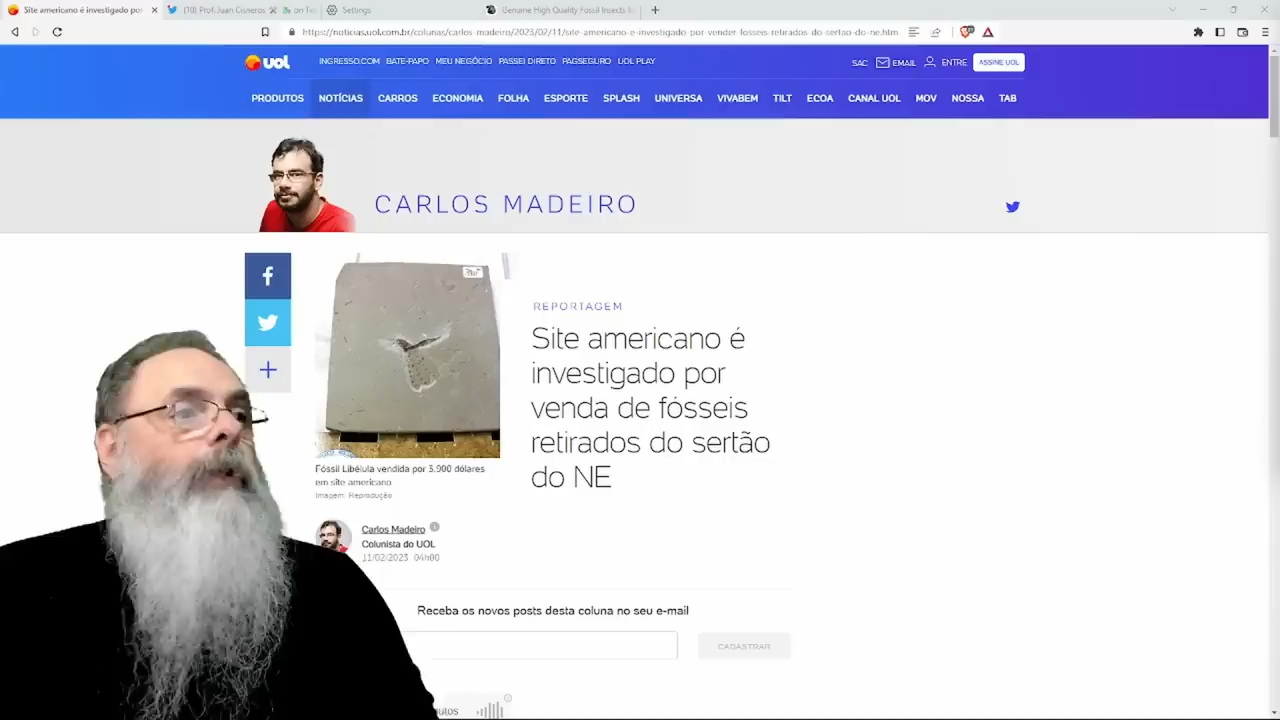 Site americano é investigado por
(10) Prof. Juan Cisneros
on Tw
Settings
Genuine High Quality Fossil Insects
https://noticias.uol.com.br/colunas/carlos-madeiro/2023/02/11/site-americano-e-investigado-por-vender-fosseis-retirados-do-sertao-do-ne.htm
UOL
INGRESSO.COM BATE-PAPO MEU NEGÓCIO PASSEI DIRETO PAGSEGURO UOL PLAY
SAC EMAIL ENTRE ASSINE UOL
PRODUTOS NOTÍCIAS CARROS ECONOMIA FOLHA ESPORTE SPLASH UNIVERSA VIVABEM TILT ECOA CANAL UOL MOV NOSSA TAB
CARLOS MADEIRO
REPORTAGEM
Site americano é
investigado por
venda de fósseis
retirados do sertão
do NE
Fóssil Libélula vendida por 3.900 dólares
em site americano
Imagem: Reprodução
Carlos Madeiro
Colunista do UOL
11/02/2023 04h00
Receba os novos posts desta coluna no seu e-mail
CADASTRAR